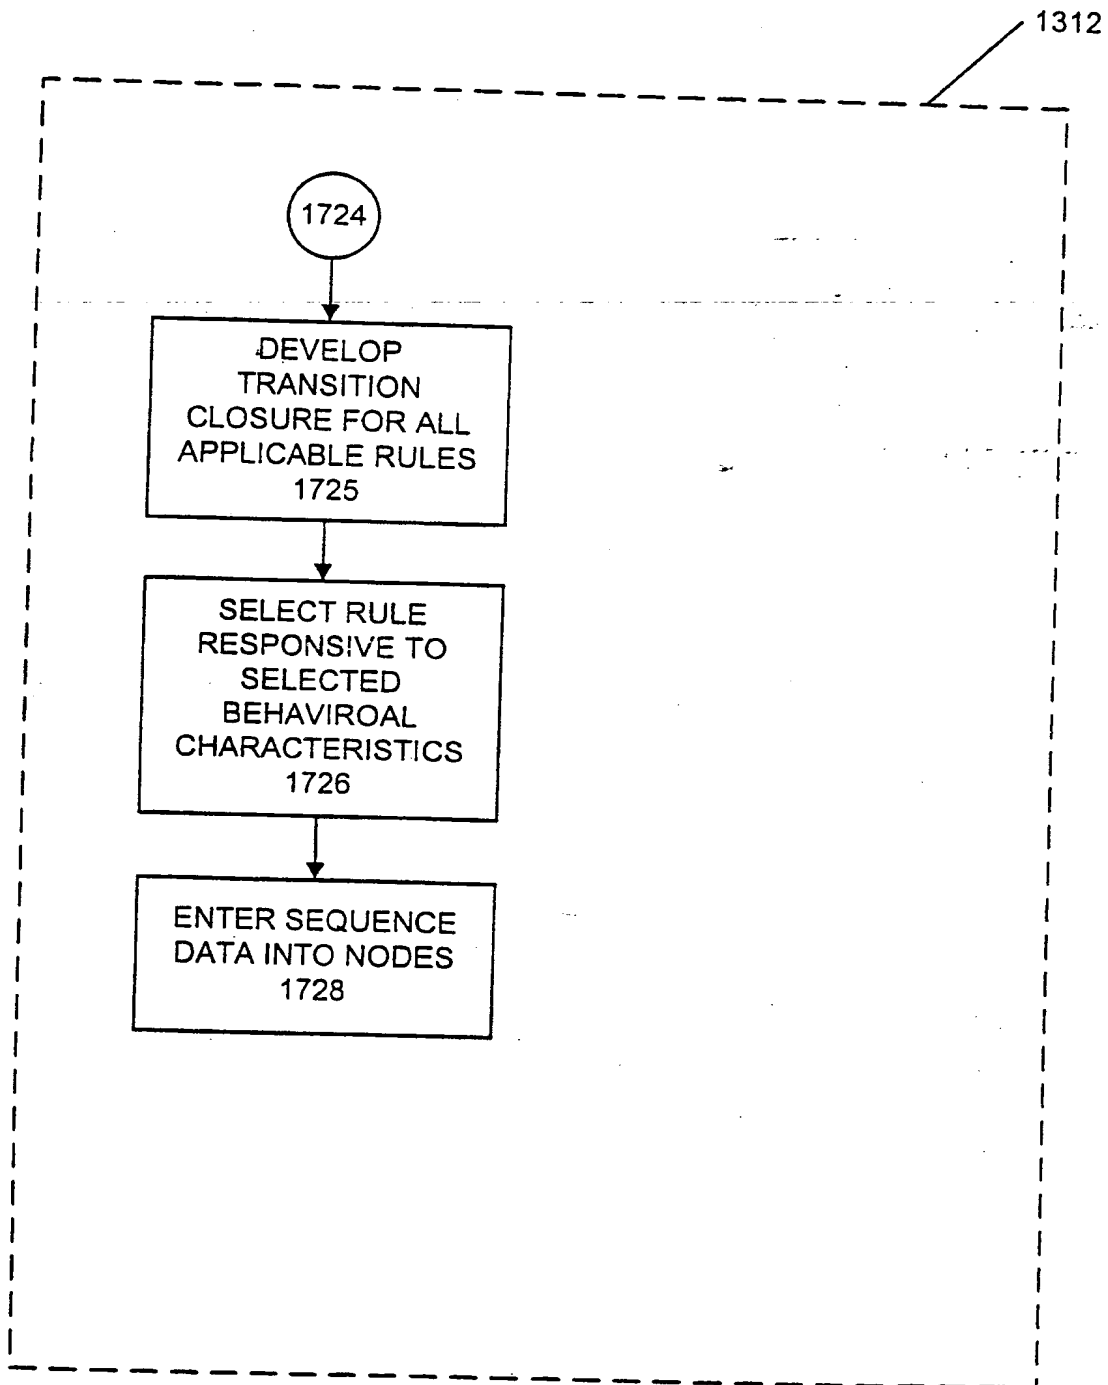 1312
1724
DEVELOP
TRANSITION
CLOSURE FOR ALL
APPLICABLE RULES
1725
SELECT RULE
RESPONSIVE TO
SELECTED
BEHAVIROAL
CHARACTERISTICS
1726
ENTER SEQUENCE
DATA INTO NODES
1728